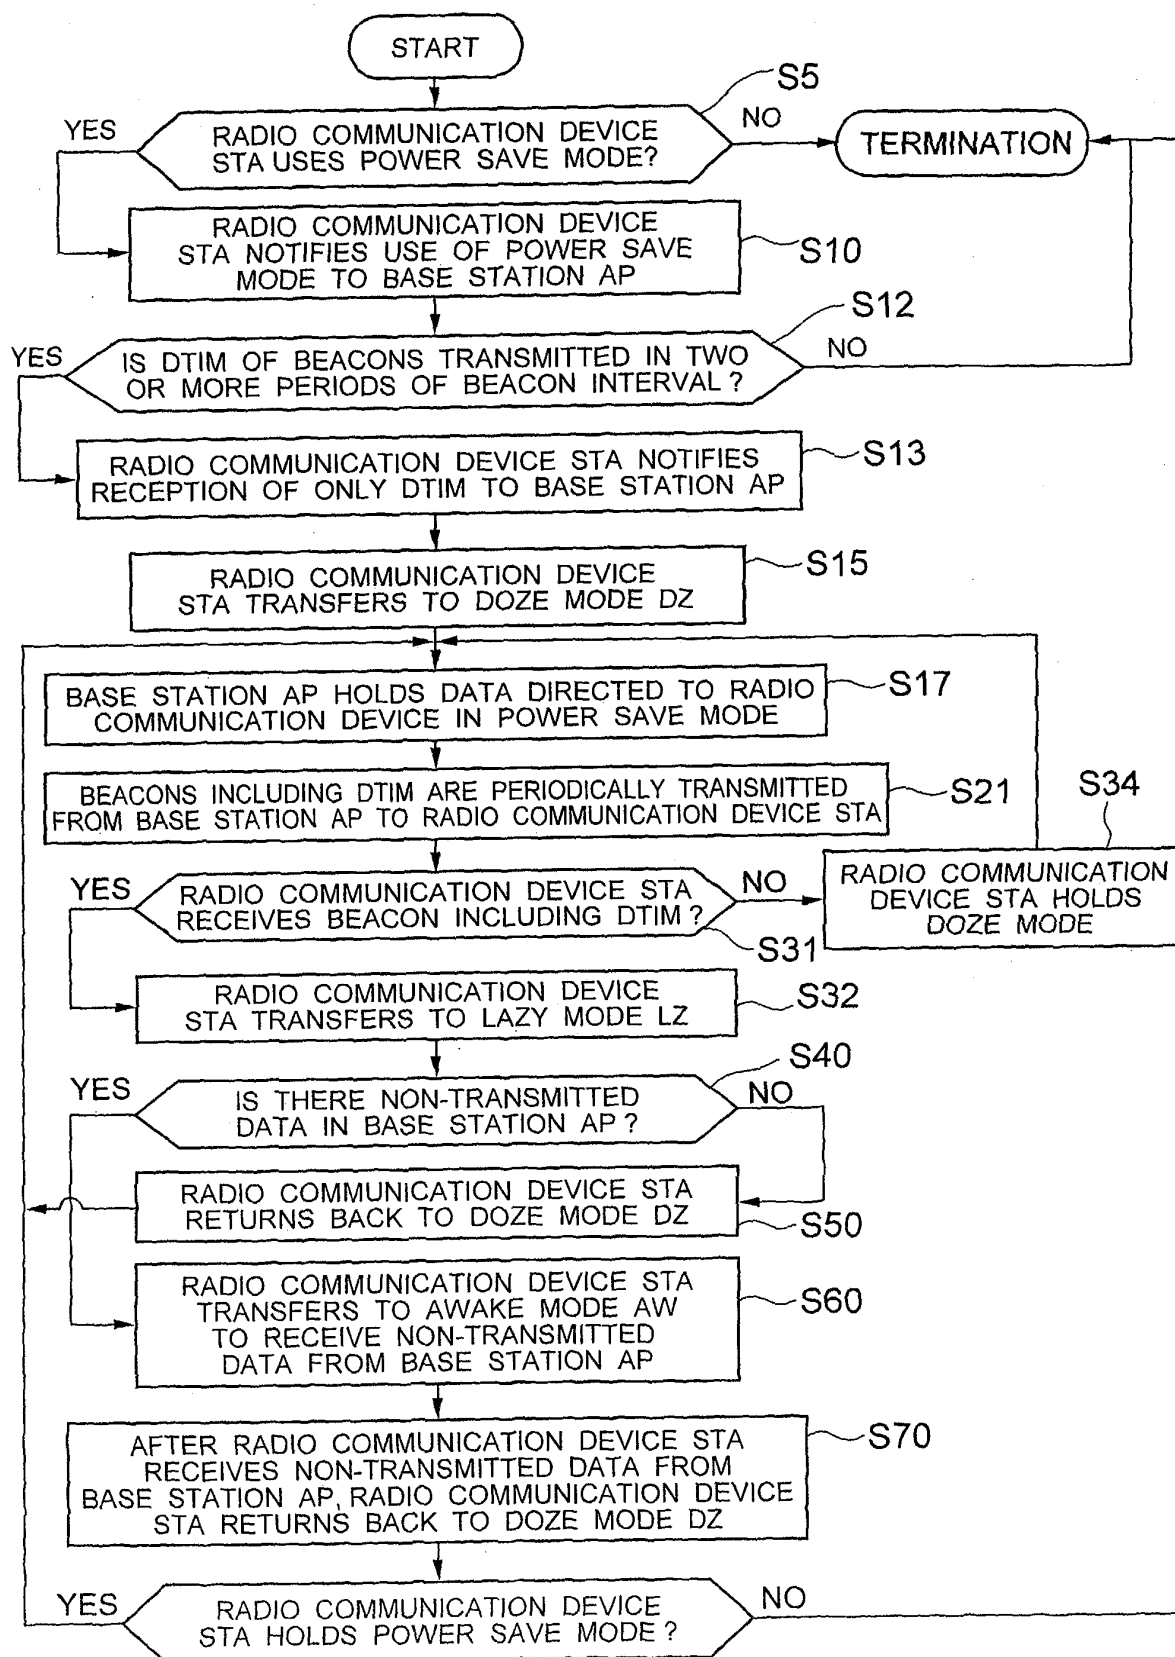 START
S5
YES
RADIO COMMUNICATION DEVICE
STA USES POWER SAVE MODE?
NO
TERMINATION
RADIO COMMUNICATION DEVICE
STA NOTIFIES USE OF POWER SAVE
MODE TO BASE STATION AP
S10
S12
YES
IS DTIM OF BEACONS TRANSMITTED IN TWO
OR MORE PERIODS OF BEACON INTERVAL?
NO
RADIO COMMUNICATION DEVICE STA NOTIFIES
RECEPTION OF ONLY DTIM TO BASE STATION AP
S13
RADIO COMMUNICATION DEVICE
STA TRANSFERS TO DOZE MODE DZ
S15
BASE STATION AP HOLDS DATA DIRECTED TO RADIO
COMMUNICATION DEVICE IN POWER SAVE MODE
S17
BEACONS INCLUDING DTIM ARE PERIODICALLY TRANSMITTED
FROM BASE STATION AP TO RADIO COMMUNICATION DEVICE STA
S21
S34
YES
RADIO COMMUNICATION DEVICE STA
RECEIVES BEACON INCLUDING DTIM?
NO
S31
RADIO COMMUNICATION
DEVICE STA HOLDS
DOZE MODE
RADIO COMMUNICATION DEVICE
STA TRANSFERS TO LAZY MODE LZ
S32
S40
YES
IS THERE NON-TRANSMITTED
DATA IN BASE STATION AP?
NO
RADIO COMMUNICATION DEVICE STA
RETURNS BACK TO DOZE MODE DZ
S50
RADIO COMMUNICATION DEVICE STA
TRANSFERS TO AWAKE MODE AW
TO RECEIVE NON-TRANSMITTED
DATA FROM BASE STATION AP
S60
AFTER RADIO COMMUNICATION DEVICE STA
RECEIVES NON-TRANSMITTED DATA FROM
BASE STATION AP, RADIO COMMUNICATION DEVICE
STA RETURNS BACK TO DOZE MODE DZ
S70
YES
RADIO COMMUNICATION DEVICE
STA HOLDS POWER SAVE MODE?
NO